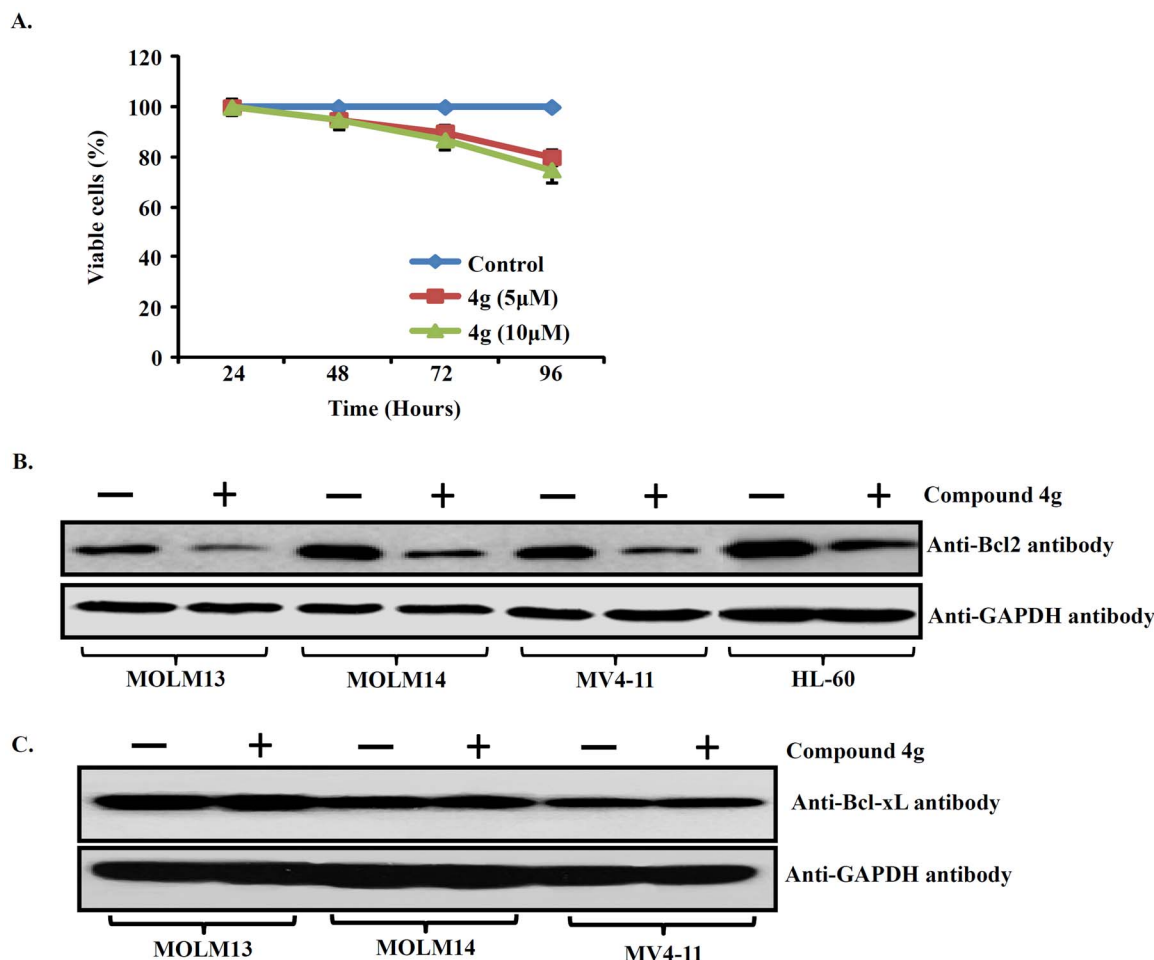 A.
120
100
80
60
40
20
0
Viable cells (%)
Control
4g (5μM)
4g (10μM)
24 48 72 96
Time (Hours)
B.
— + — + — + — + Compound 4g
Anti-Bcl2 antibody
Anti-GAPDH antibody
MOLM13 MOLM14 MV4-11 HL-60
C.
— + — + — + Compound 4g
Anti-Bcl-xL antibody
Anti-GAPDH antibody
MOLM13 MOLM14 MV4-11